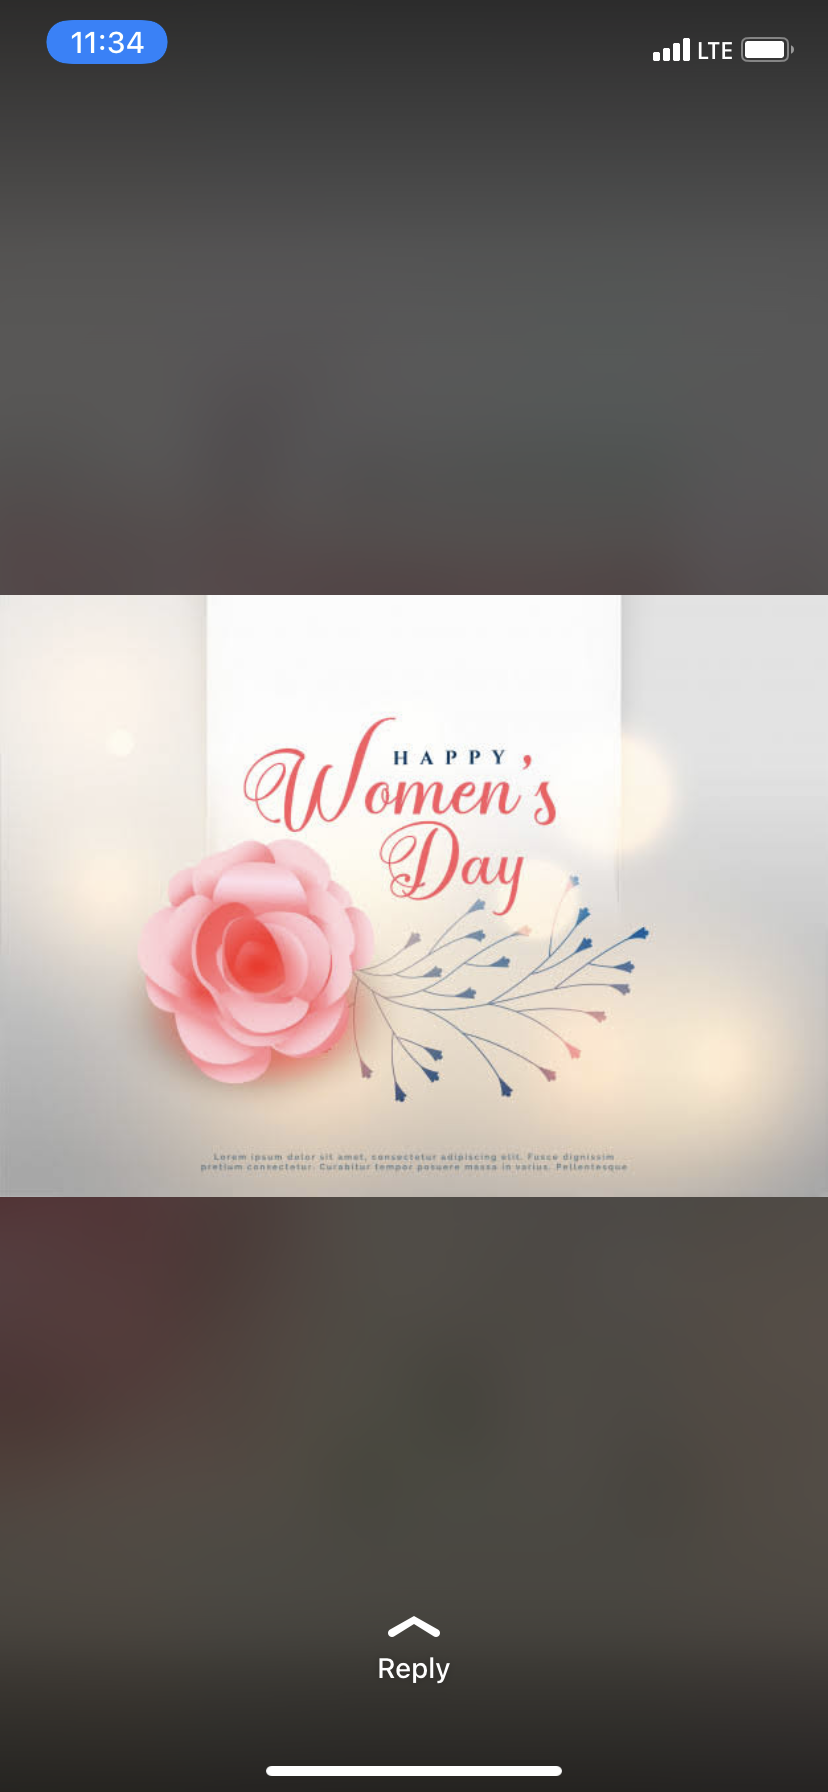 11:34
LTE
HAPPY
Women's
Day
Lorem ipsum dolor sit amet, consectetur adipiscing elit. Fusce dignissim
pretium consectetur. Curabitur tempor posuere massa in varius. Pellentesque
Reply